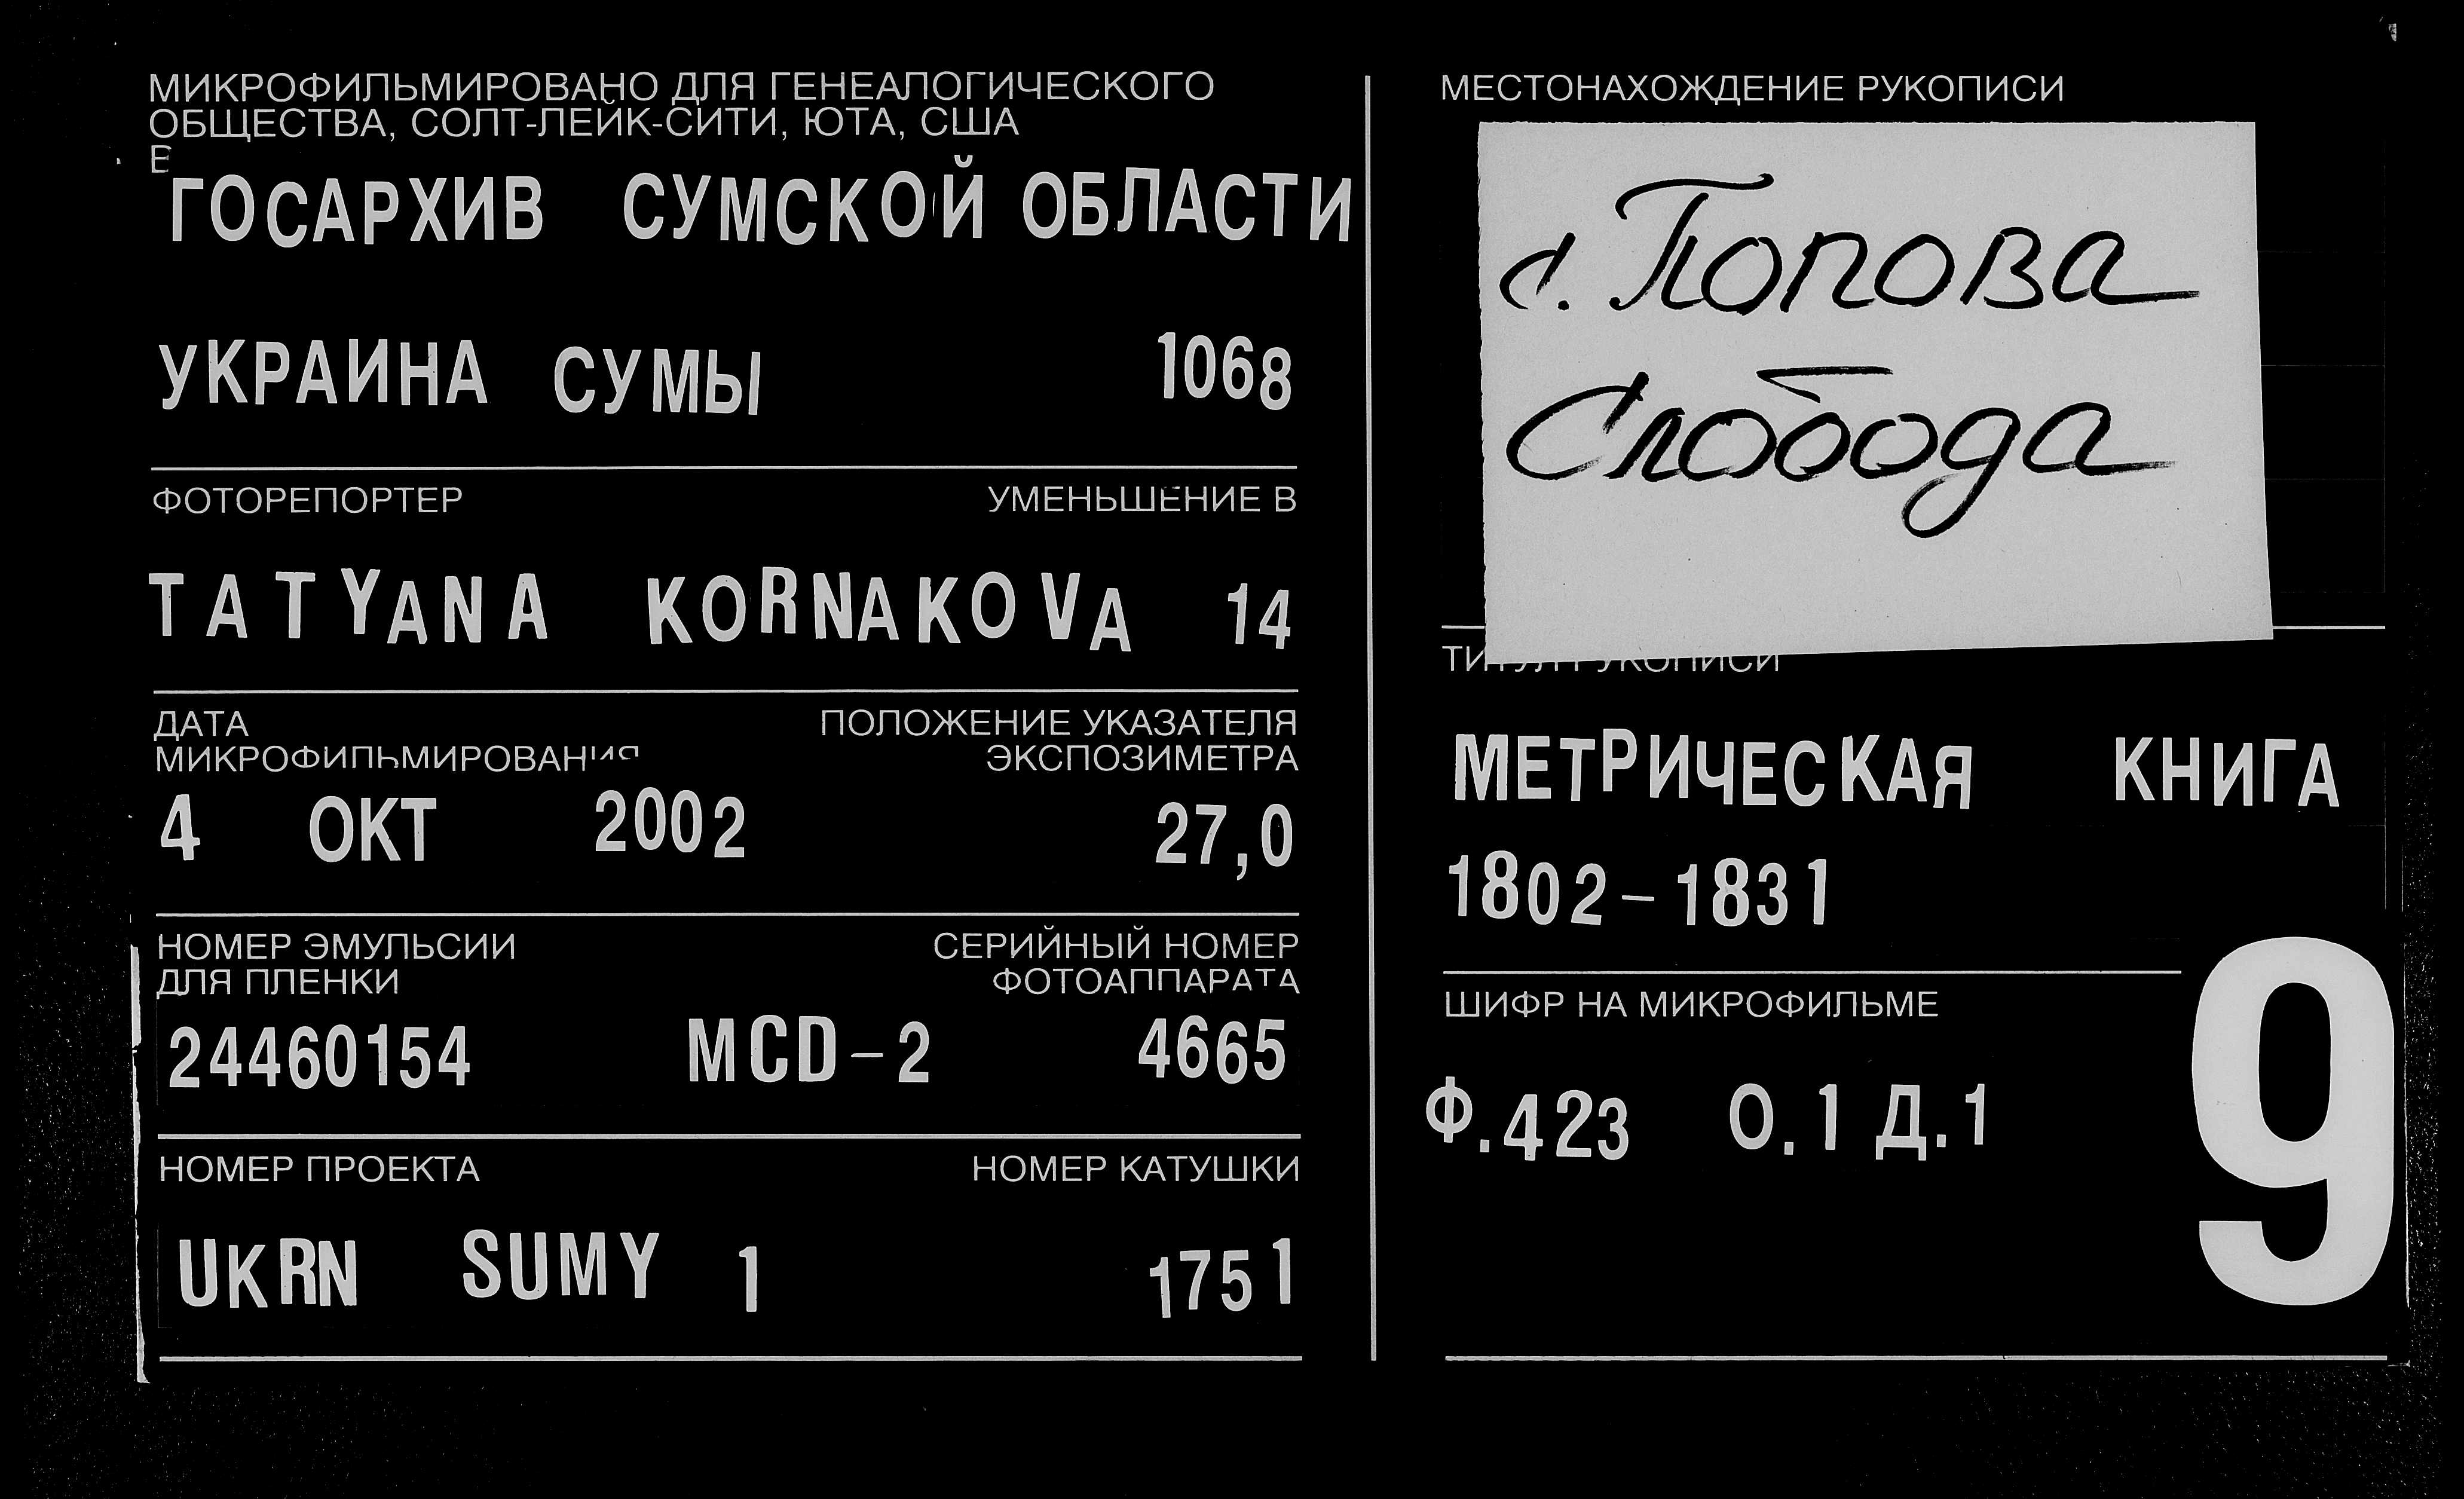 МИКРОФИЛЬМИРОВАНО ДЛЯ ГЕНЕАЛОГИЧЕСКОГО
ОБЩЕСТВА, СОЛТ-ЛЕЙК-СИТИ, ЮТА, США
В
ГОСАРХИВ СУМСКОЙ ОБЛАСТИ
УКРАИНА СУМЫ 1068
ФОТОРЕПОРТЕР УМЕНЬШЕНИЕ В
TATYANA KORNAKOVA 14
ДАТА ПОЛОЖЕНИЕ УКАЗАТЕЛЯ
МИКРОФИЛЬМИРОВАНИЯ ЭКСПОЗИМЕТРА
4 ОКТ 2002 27,0
НОМЕР ЭМУЛЬСИИ СЕРИЙНЫЙ НОМЕР
ДЛЯ ПЛЕНКИ ФОТОАППАРАТА
24460154 MCD-2 4665
НОМЕР ПРОЕКТА НОМЕР КАТУШКИ
UKRN SUMY 1 1751
МЕСТОНАХОЖДЕНИЕ РУКОПИСИ
с. Попова
Слобода
ТИТУЛ РУКОПИСИ
МЕТРИЧЕСКАЯ КНИГА
1802-1831
ШИФР НА МИКРОФИЛЬМЕ
Ф.423 О.1 Д.1
9